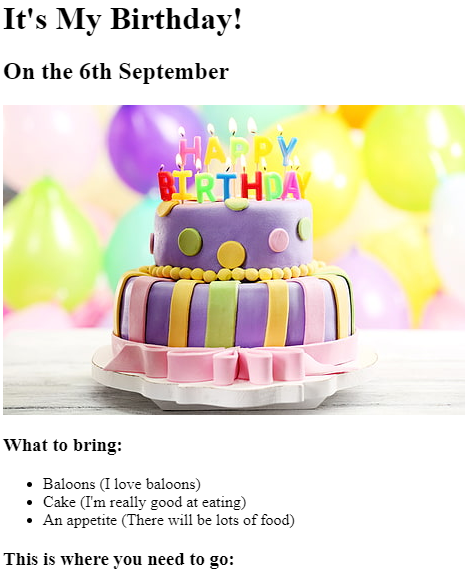 It's My Birthday!
On the 6th September
HAPPY
BIRTHDAY
What to bring:
Baloons (I love baloons)
Cake (I'm really good at eating)
An appetite (There will be lots of food)
This is where you need to go: